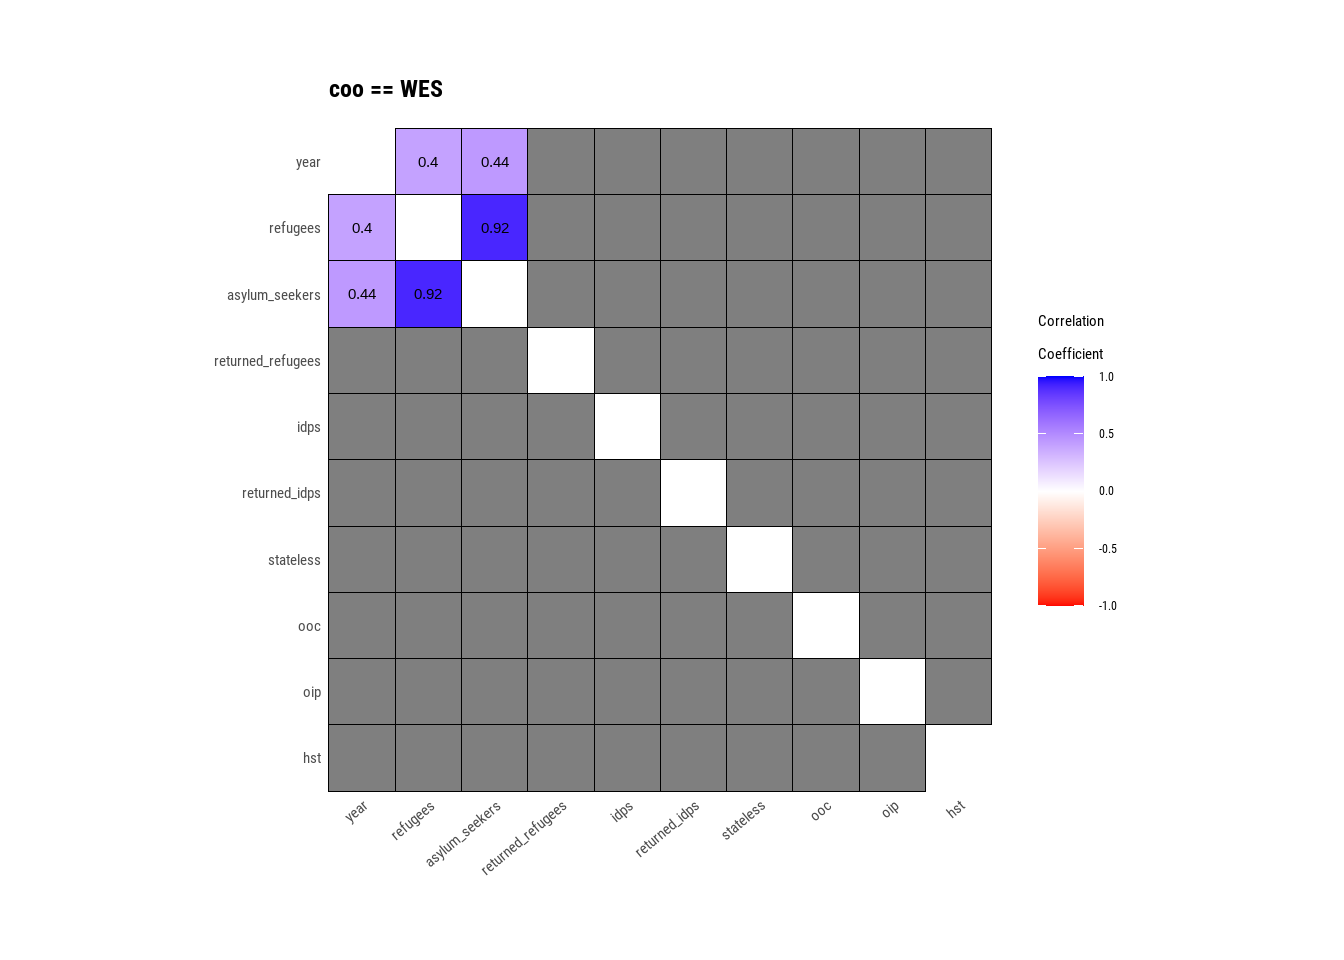 coo == WES
year 0.4 0.44
refugees 0.4 0.92
asylum_seekers 0.44 0.92
returned_refugees
idps
returned_idps
stateless
ooc
oip
hst
year refugees asylum_seekers returned_refugees idps returned_idps stateless ooc oip hst
Correlation
Coefficient
1.0
0.5
0.0
-0.5
-1.0